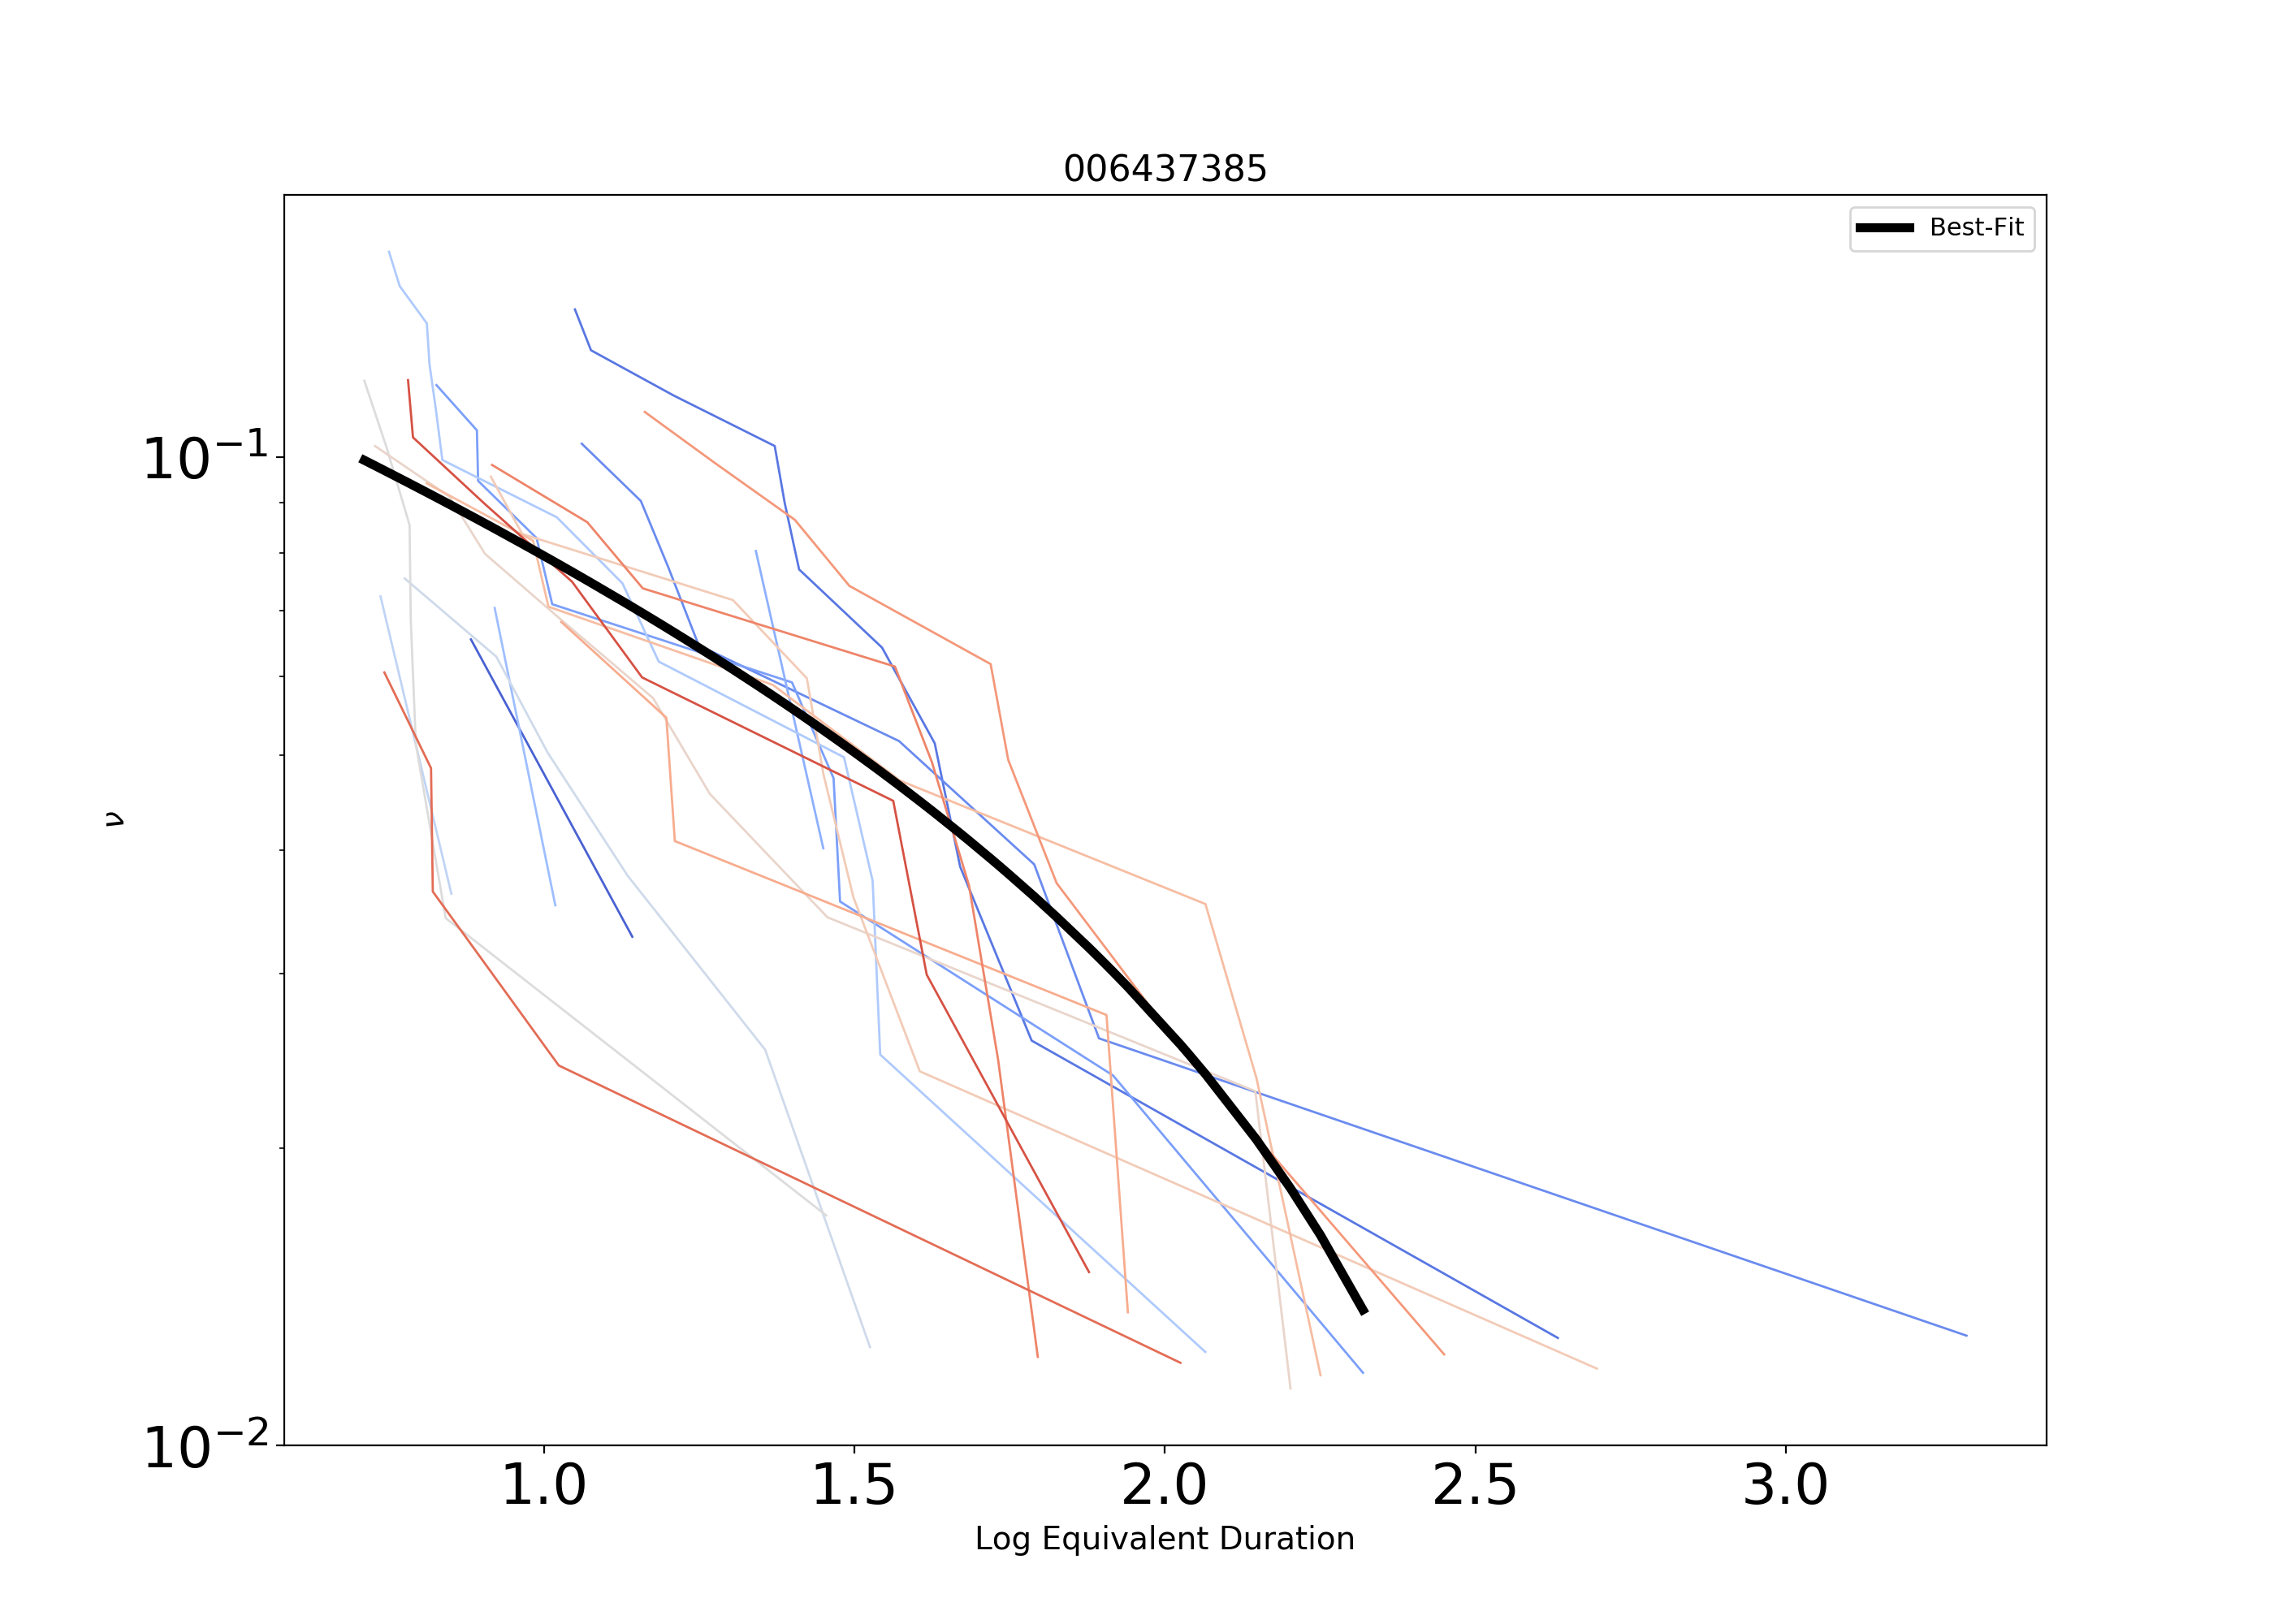 006437385
Best-Fit
10⁻¹
ν
10⁻²
1.0 1.5 2.0 2.5 3.0
Log Equivalent Duration